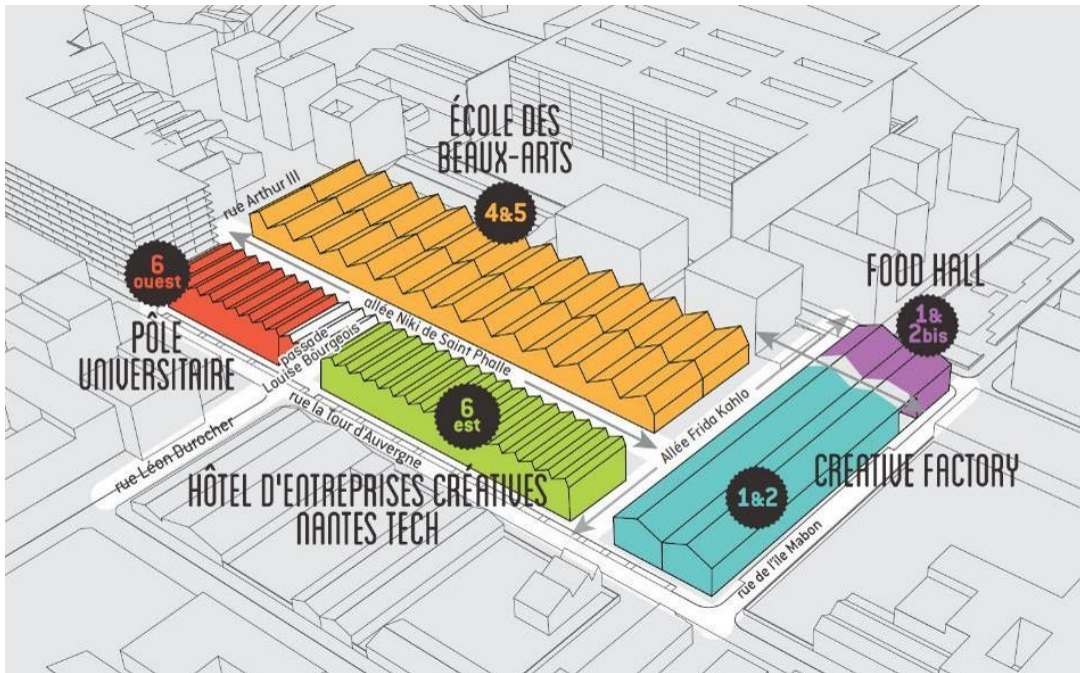 ÉCOLE DES
BEAUX-ARTS
4&5
rue Arthur III
FOOD HALL
1&
2bis
6
ouest
PÔLE
UNIVERSITAIRE
passage
Louise Bourgeois
allée Niki de Saint Phalle
6
est
Allée Frida Kahlo
rue Léon Durocher
rue la Tour d'Auvergne
HÔTEL D'ENTREPRISES CRÉATIVES
NANTES TECH
1&2
CREATIVE FACTORY
rue de l'île Mabon